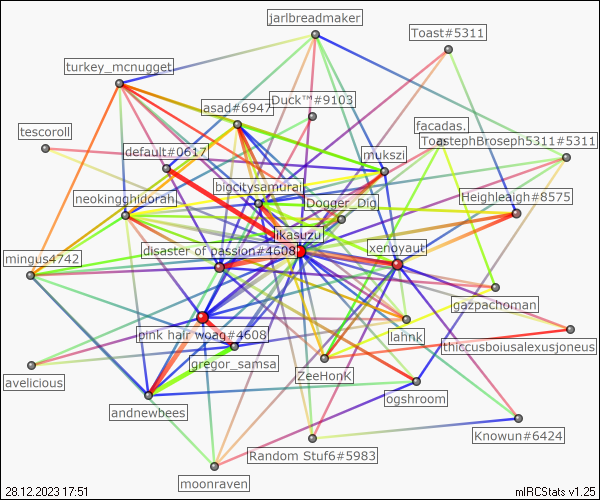 jarlbreadmaker
Toast#5311
turkey_mcnugget
Duck™#9103
asad#6947
facadas.
tescoroll
ToastephBroseph5311#5311
default#0617
mukszi
bigcitysamurai
neokingghidorah
Dogger_Dig
Heighleaigh#8575
likasuzu
disaster of passion#4608
xenoyaut
mingus4742
gazpachoman
pink hair woag#4608
lahnk
thiccusboiusalexusjoneus
gregor_samsa
ZeeHonK
avelicious
ogshroom
andnewbees
Knowun#6424
Random Stuf6#5983
moonraven
28.12.2023 17:51
mIRCStats v1.25